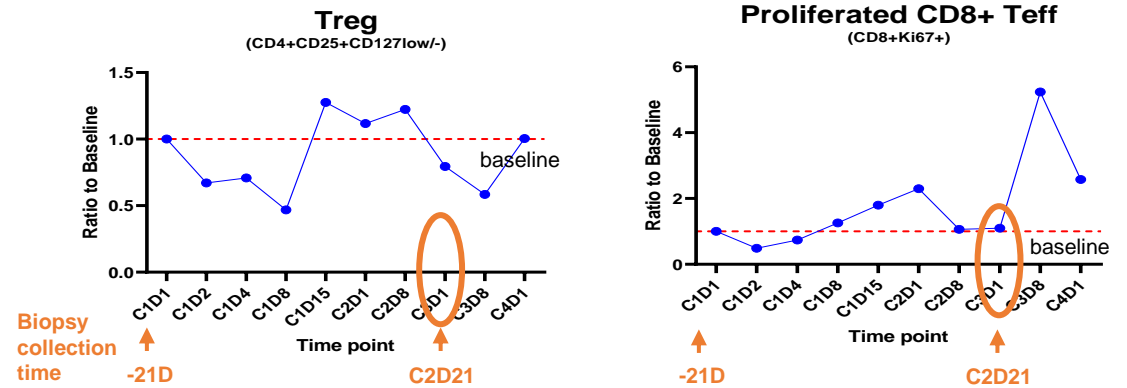 Treg
(CD4+CD25+CD127low/-)
Ratio to Baseline
1.5
1.0
0.5
0.0
baseline
C1D1
C1D2
C1D4
C1D8
C1D15
C2D1
C2D8
C3D1
C3D8
C4D1
Time point
Biopsy
collection
time
-21D
C2D21
Proliferated CD8+ Teff
(CD8+Ki67+)
Ratio to Baseline
6
4
2
0
baseline
C1D1
C1D2
C1D4
C1D8
C1D15
C2D1
C2D8
C3D1
C3D8
C4D1
Time point
-21D
C2D21